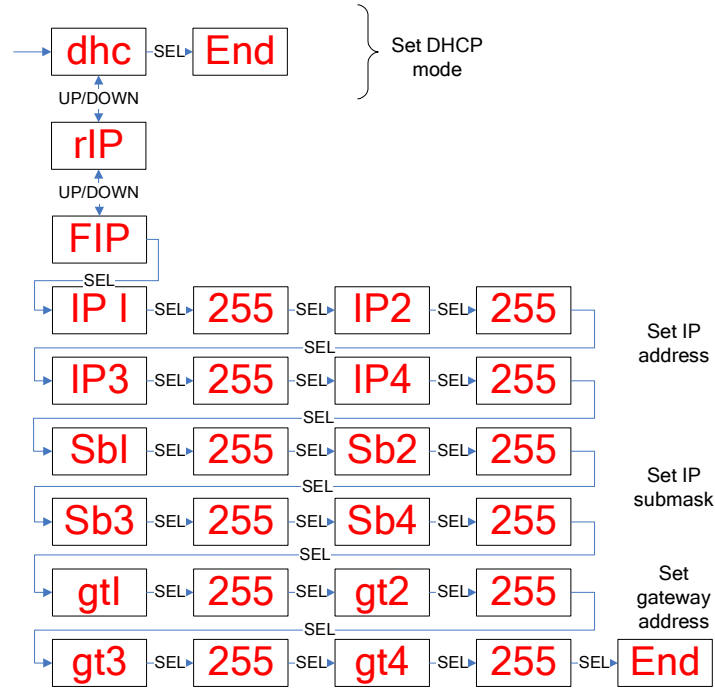 dhc SEL End
Set DHCP
mode
UP/DOWN
rIP
UP/DOWN
FIP
SEL
IP I SEL 255 SEL IP2 SEL 255
Set IP
address
SEL
IP3 SEL 255 SEL IP4 SEL 255
SEL
SbI SEL 255 SEL Sb2 SEL 255
Set IP
submask
SEL
Sb3 SEL 255 SEL Sb4 SEL 255
SEL
gtI SEL 255 SEL gt2 SEL 255
Set
gateway
address
SEL
gt3 SEL 255 SEL gt4 SEL 255 SEL End